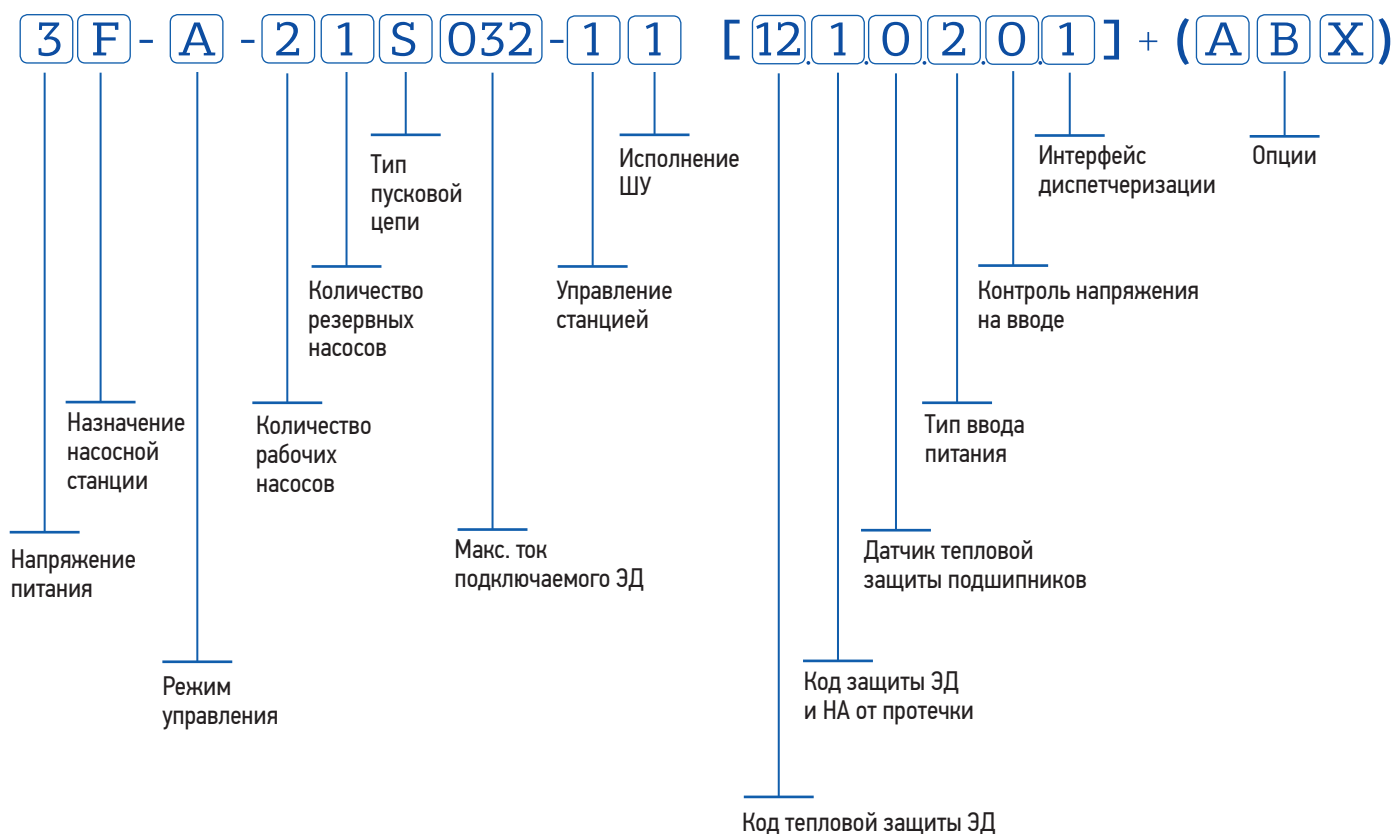 3F-A-21S032-11 [12.1.0.2.0.1] + (ABX)
Тип
пусковой
цепи
Исполнение
ШУ
Интерфейс
диспетчеризации
Опции
Количество
резервных
насосов
Управление
станцией
Контроль напряжения
на вводе
Назначение
насосной
станции
Количество
рабочих
насосов
Тип ввода
питания
Напряжение
питания
Макс. ток
подключаемого ЭД
Датчик тепловой
защиты подшипников
Режим
управления
Код защиты ЭД
и НА от протечки
Код тепловой защиты ЭД